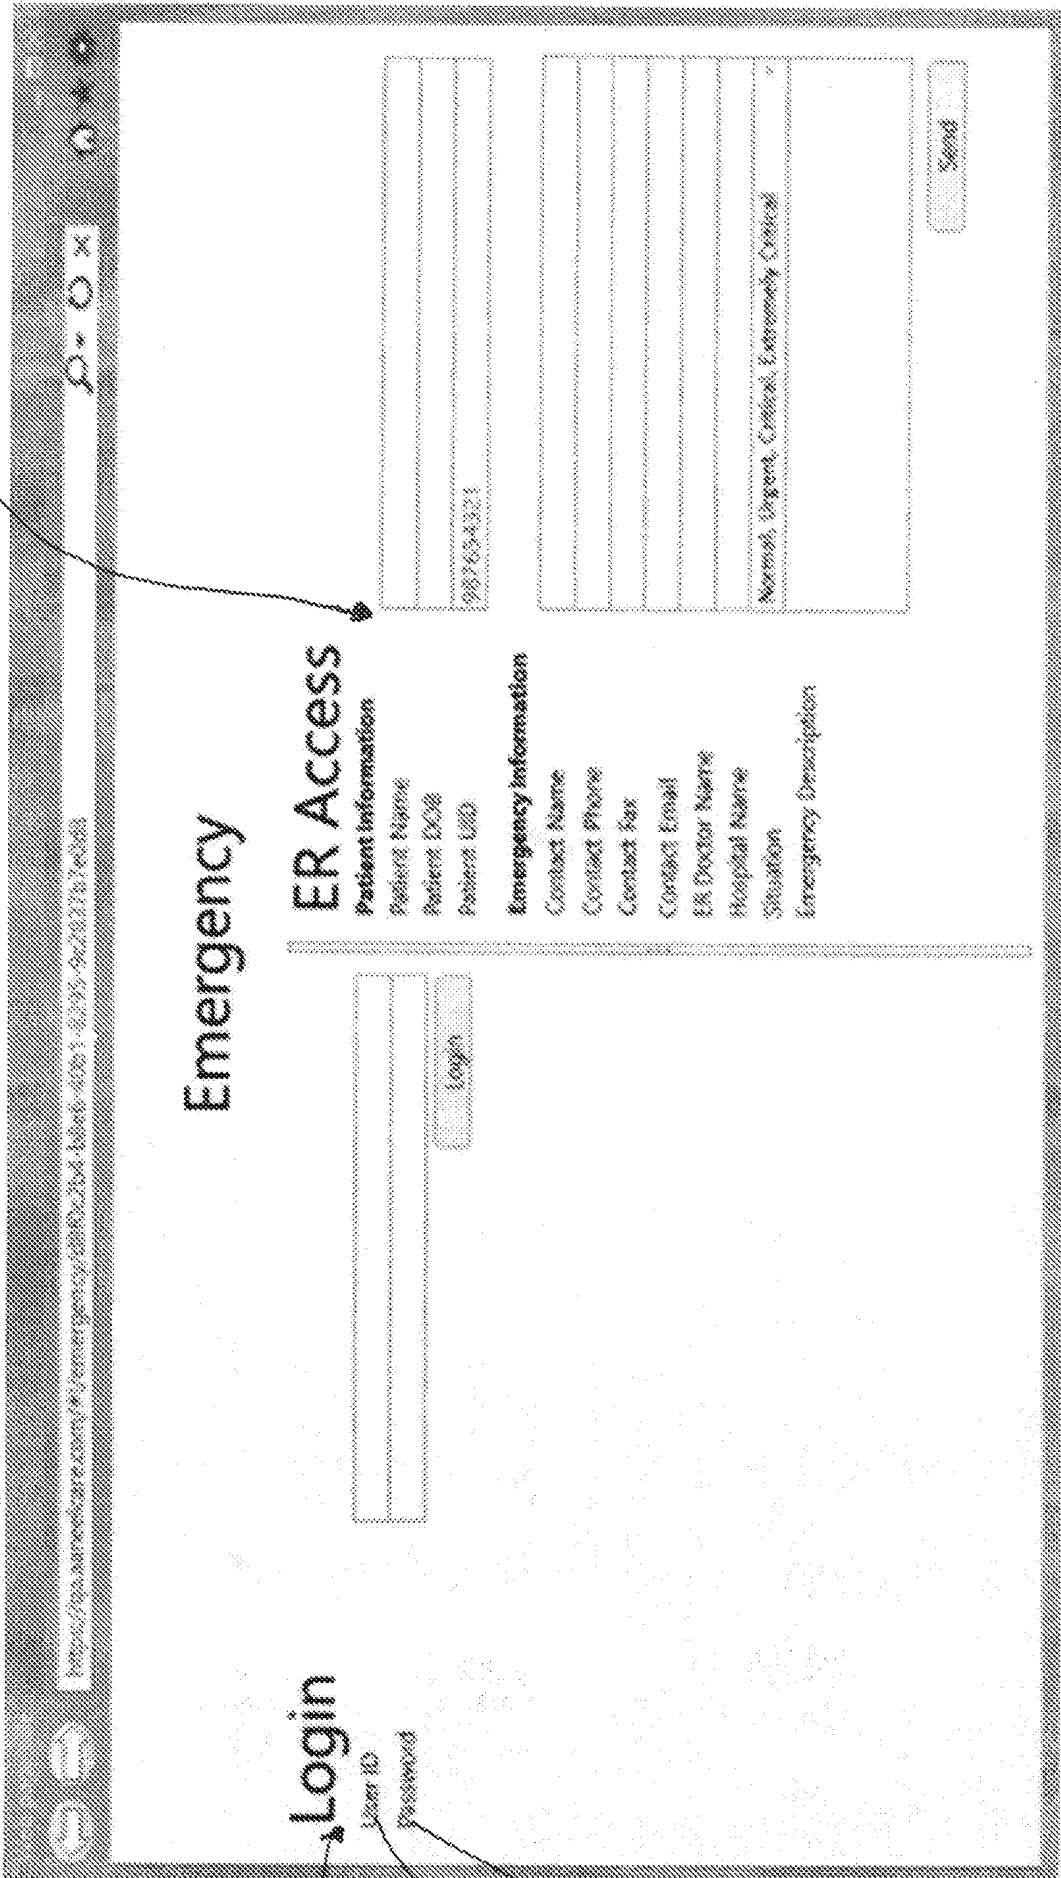 Emergency
Login
User ID
Password
Login
ER Access
Patient Information
Patient Name
Patient DOB
Patient UID
987654321
Emergency Information
Contact Name
Contact Phone
Contact Fax
Contact Email
ER Doctor Name
Hospital Name
Situation
Normal, Urgent, Critical, Extremely Critical
Emergency Description
Send